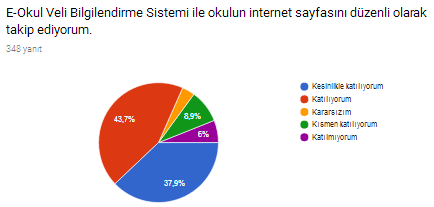 E-Okul Veli Bilgilendirme Sistemi ile okulun internet sayfasını düzenli olarak
takip ediyorum.
348 yanıt
43,7%
8,9%
6%
37,9%
Kesinlikle katılıyorum
Katılıyorum
Kararsızım
Kısmen katılıyorum
Katılmıyorum